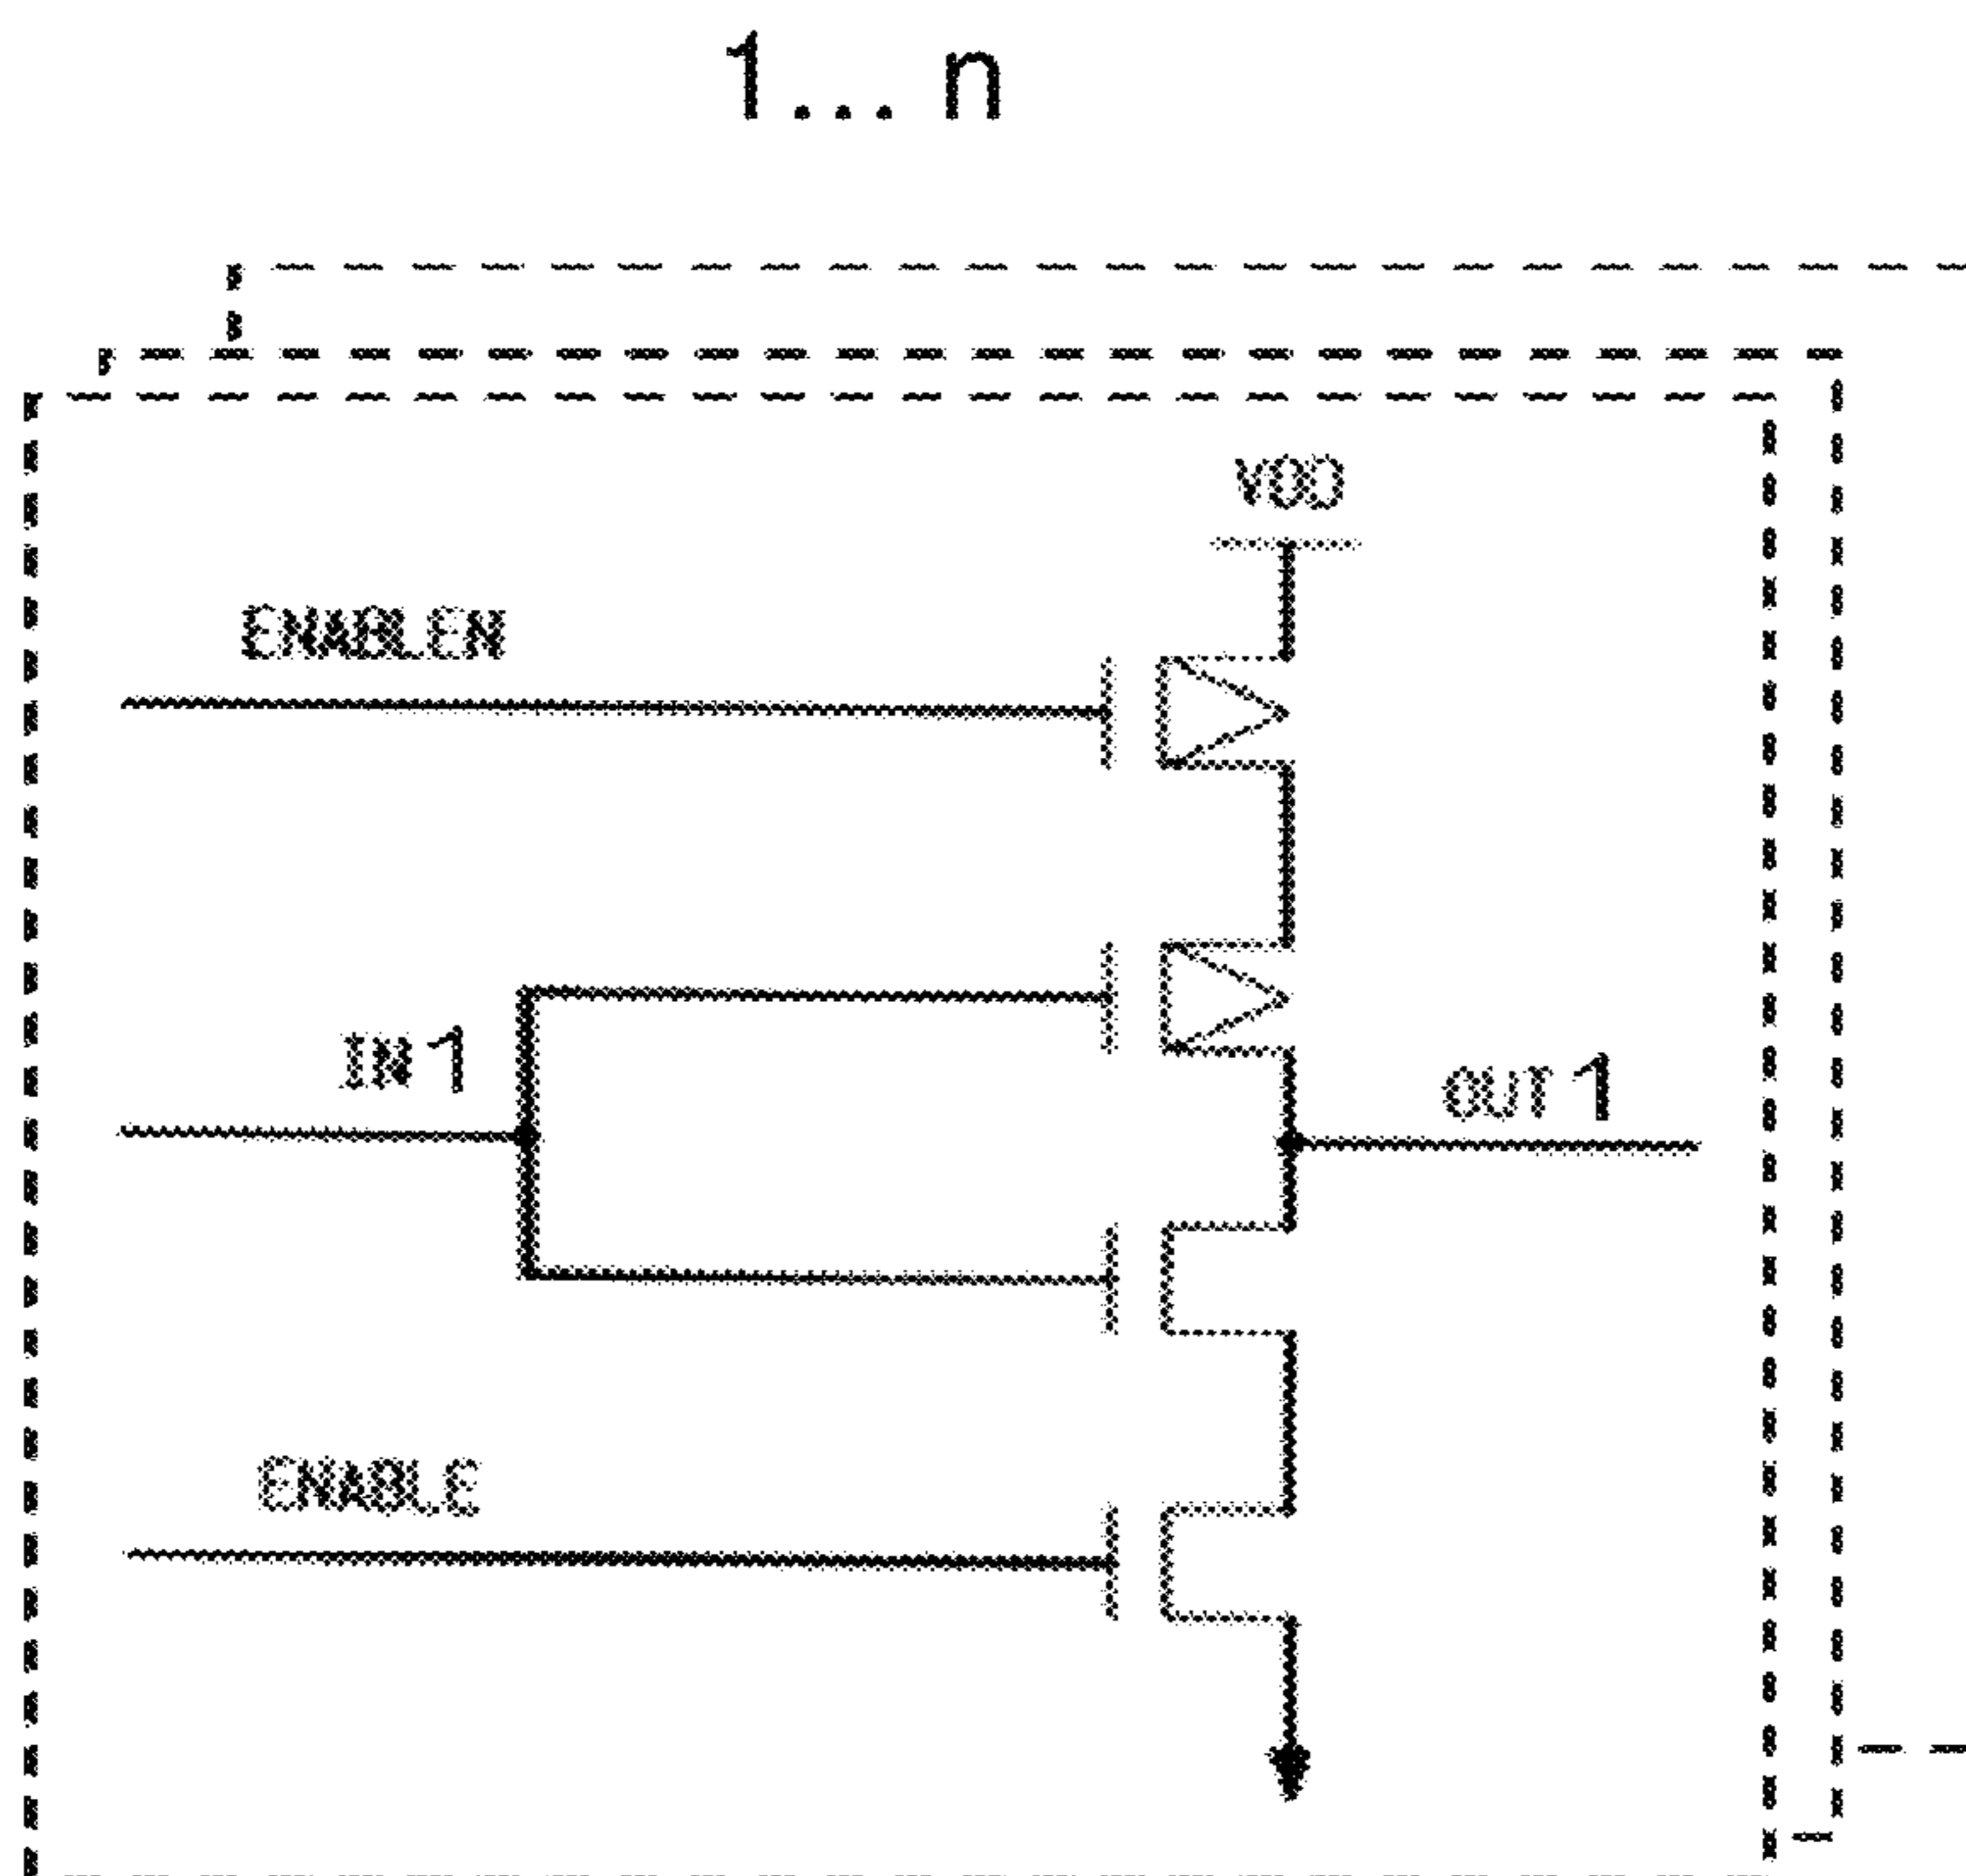 1... n
VDD
ENABLEN
IN1
OUT1
ENABLE